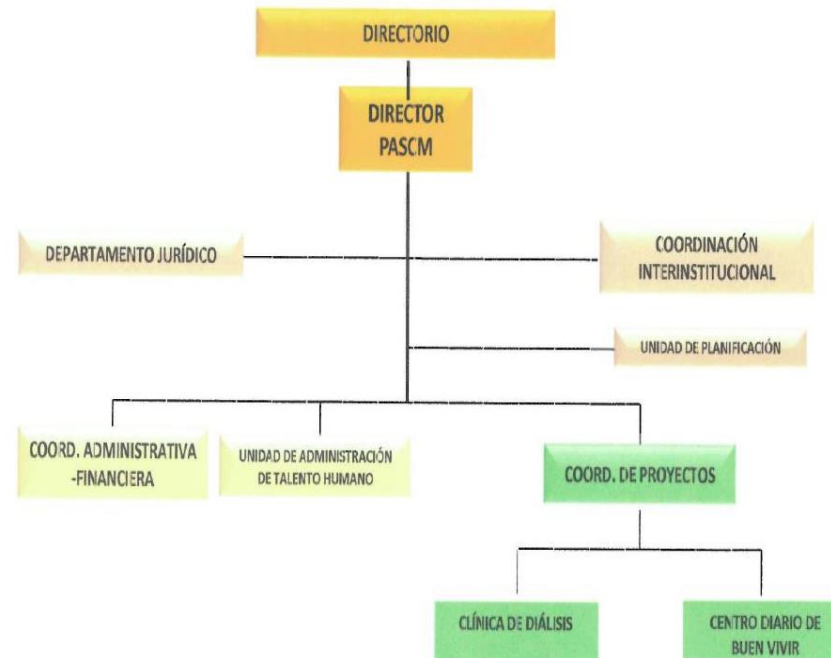 DIRECTORIO
DIRECTOR
PASCM
DEPARTAMENTO JURÍDICO
COORDINACIÓN
INTERINSTITUCIONAL
UNIDAD DE PLANIFICACIÓN
COORD. ADMINISTRATIVA
-FINANCIERA
UNIDAD DE ADMINISTRACIÓN
DE TALENTO HUMANO
COORD. DE PROYECTOS
CLÍNICA DE DIÁLISIS
CENTRO DIARIO DE
BUEN VIVIR